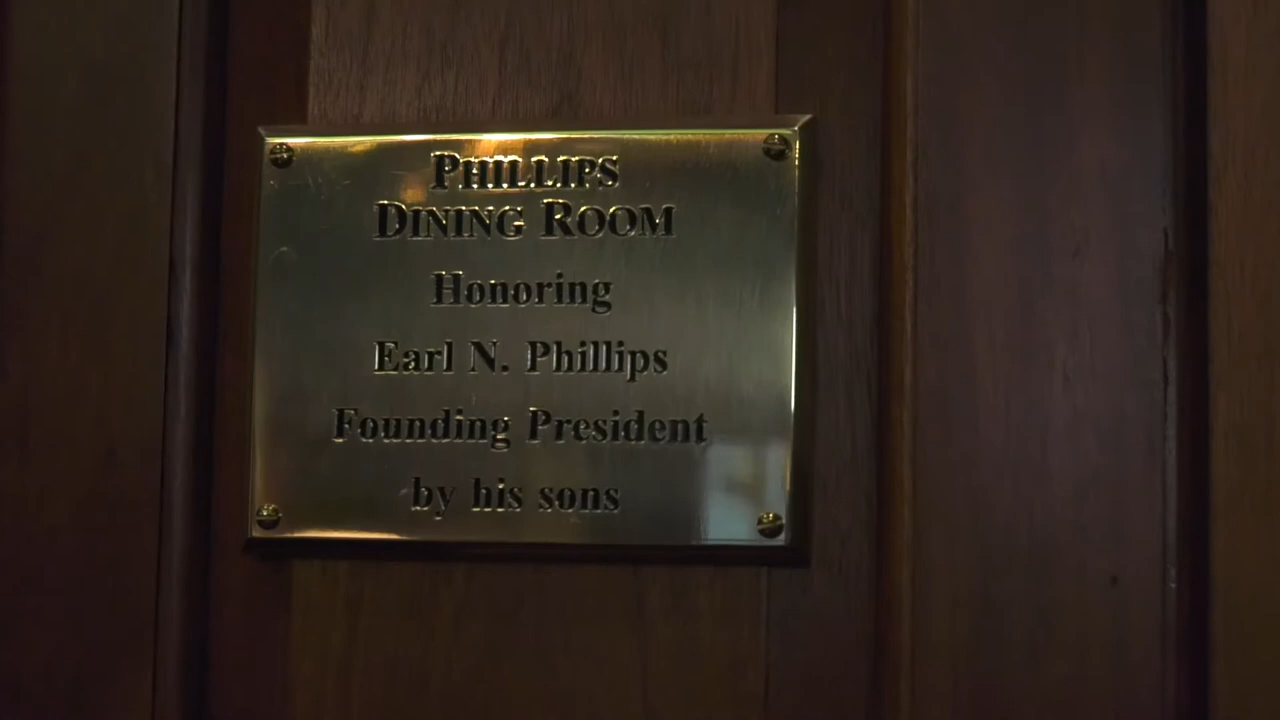 PHILLIPS
DINING ROOM
Honoring
Earl N. Phillips
Founding President
by his sons